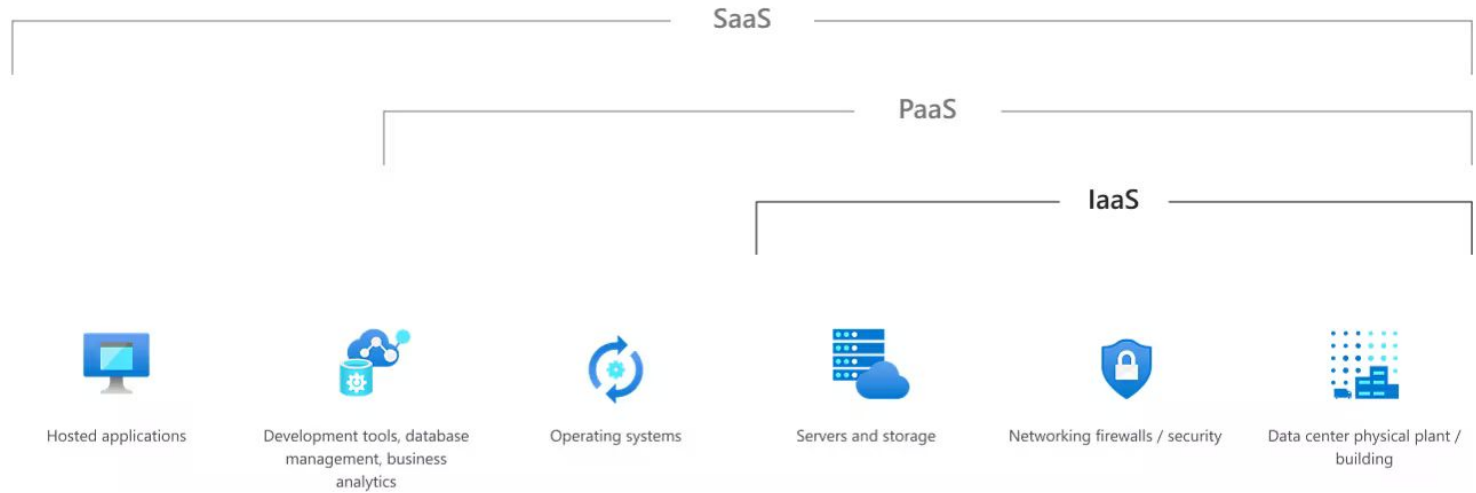 SaaS
PaaS
IaaS
Hosted applications
Development tools, database
management, business
analytics
Operating systems
Servers and storage
Networking firewalls / security
Data center physical plant /
building